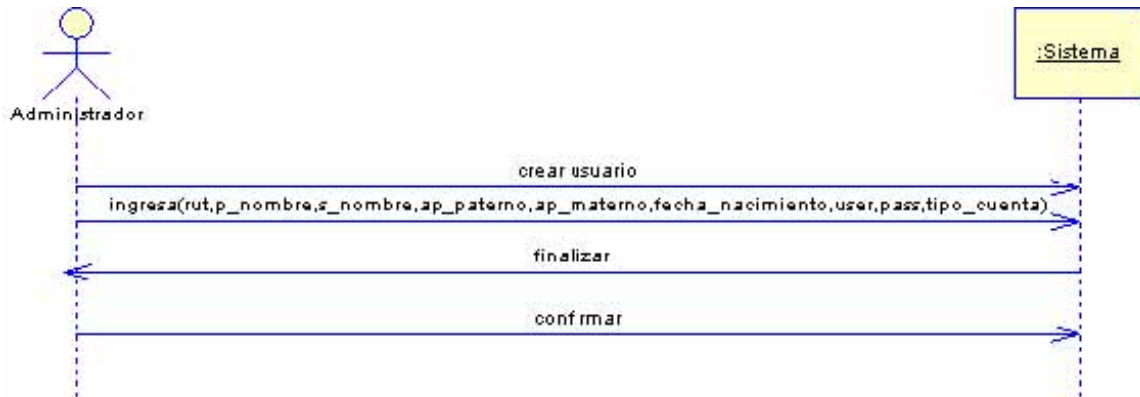 :Sistema
Administrador
crear usuario
ingresa(rut,p_nombre,s_nombre,ap_paterno,ap_materno,fecha_nacimiento,user,pass,tipo_cuenta)
finalizar
confirmar